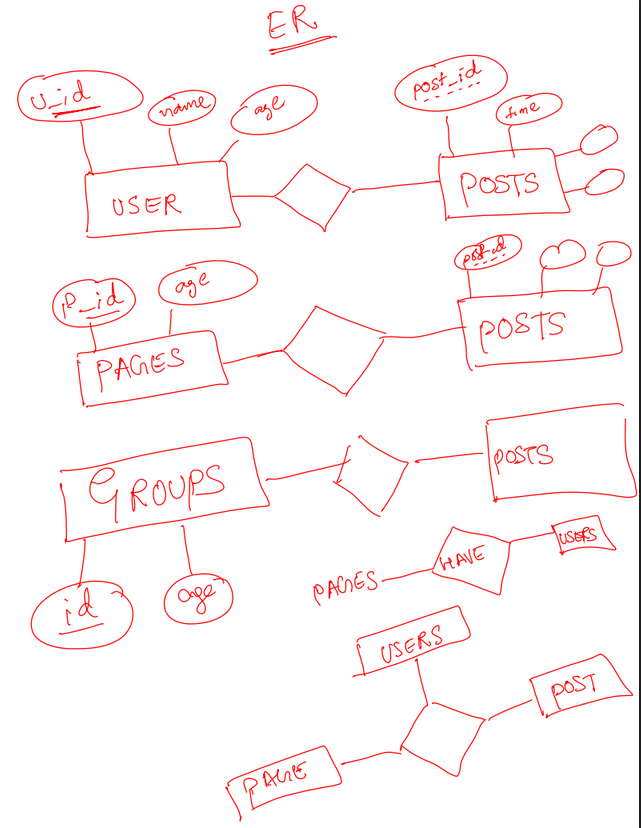 ER
u_id
name
age
post_id
time
USER
POSTS
P_id
age
post_id
PAGES
POSTS
GROUPS
POSTS
id
age
PAGES
HAVE
USERS
USERS
POST
PAGE